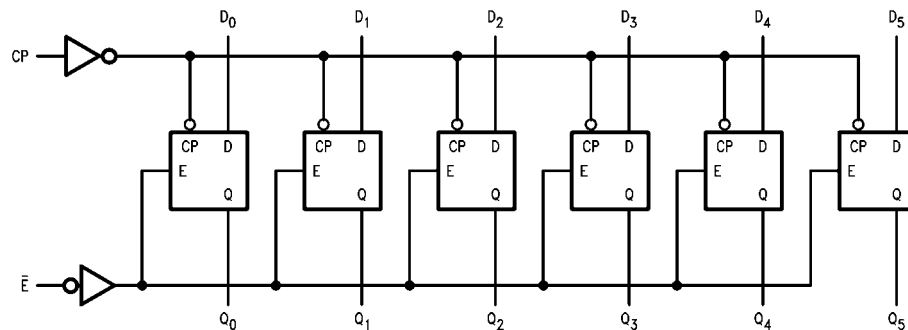 D0 D1 D2 D3 D4 D5
CP
CP D CP D CP D CP D CP D CP D
E E E E E E
Q Q Q Q Q Q
Ē
Q0 Q1 Q2 Q3 Q4 Q5